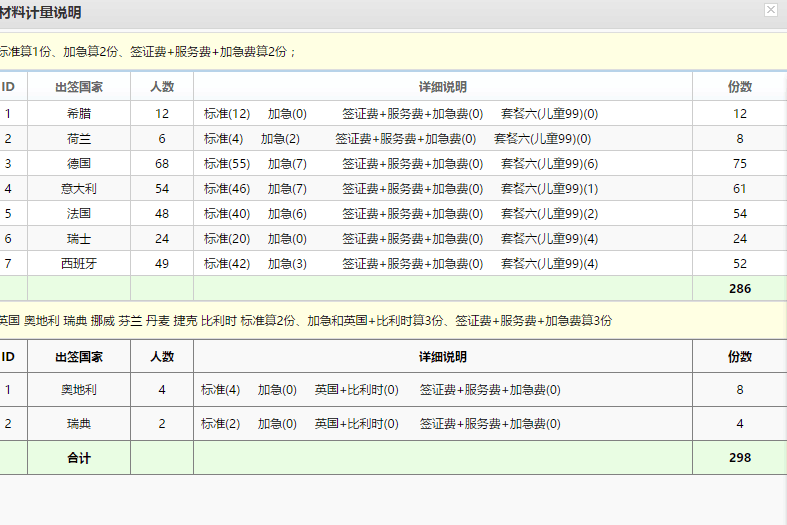 材料计量说明
标准算1份、加急算2份、签证费+服务费+加急费算2份；
ID 出签国家 人数 详细说明 份数
1 希腊 12 标准(12) 加急(0) 签证费+服务费+加急费(0) 套餐六(儿童99)(0) 12
2 荷兰 6 标准(4) 加急(2) 签证费+服务费+加急费(0) 套餐六(儿童99)(0) 8
3 德国 68 标准(55) 加急(7) 签证费+服务费+加急费(0) 套餐六(儿童99)(6) 75
4 意大利 54 标准(46) 加急(7) 签证费+服务费+加急费(0) 套餐六(儿童99)(1) 61
5 法国 48 标准(40) 加急(6) 签证费+服务费+加急费(0) 套餐六(儿童99)(2) 54
6 瑞士 24 标准(20) 加急(0) 签证费+服务费+加急费(0) 套餐六(儿童99)(4) 24
7 西班牙 49 标准(42) 加急(3) 签证费+服务费+加急费(0) 套餐六(儿童99)(4) 52
286
英国 奥地利 瑞典 挪威 芬兰 丹麦 捷克 比利时 标准算2份、加急和英国+比利时算3份、签证费+服务费+加急费算3份
ID 出签国家 人数 详细说明 份数
1 奥地利 4 标准(4) 加急(0) 英国+比利时(0) 签证费+服务费+加急费(0) 8
2 瑞典 2 标准(2) 加急(0) 英国+比利时(0) 签证费+服务费+加急费(0) 4
合计 298